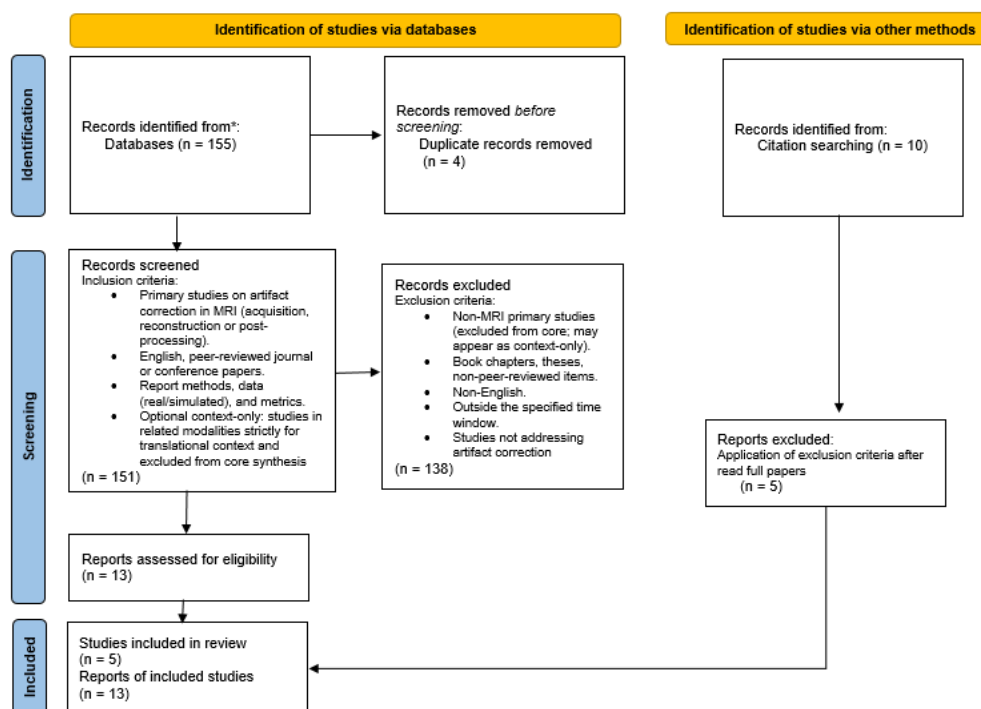 Identification of studies via databases
Identification of studies via other methods
Identification
Records identified from*:
Databases (n = 155)
Records removed before
screening:
Duplicate records removed
(n = 4)
Records identified from:
Citation searching (n = 10)
Screening
Records screened
Inclusion criteria:
• Primary studies on artifact
correction in MRI (acquisition,
reconstruction or post-
processing).
• English, peer-reviewed journal
or conference papers.
• Report methods, data
(real/simulated), and metrics.
• Optional context-only: studies in
related modalities strictly for
translational context and
excluded from core synthesis
(n = 151)
Records excluded
Exclusion criteria:
• Non-MRI primary studies
(excluded from core; may
appear as context-only).
• Book chapters, theses,
non-peer-reviewed items.
• Non-English.
• Outside the specified time
window.
• Studies not addressing
artifact correction
(n = 138)
Reports excluded:
Application of exclusion criteria after
read full papers
(n = 5)
Reports assessed for eligibility
(n = 13)
Included
Studies included in review
(n = 5)
Reports of included studies
(n = 13)